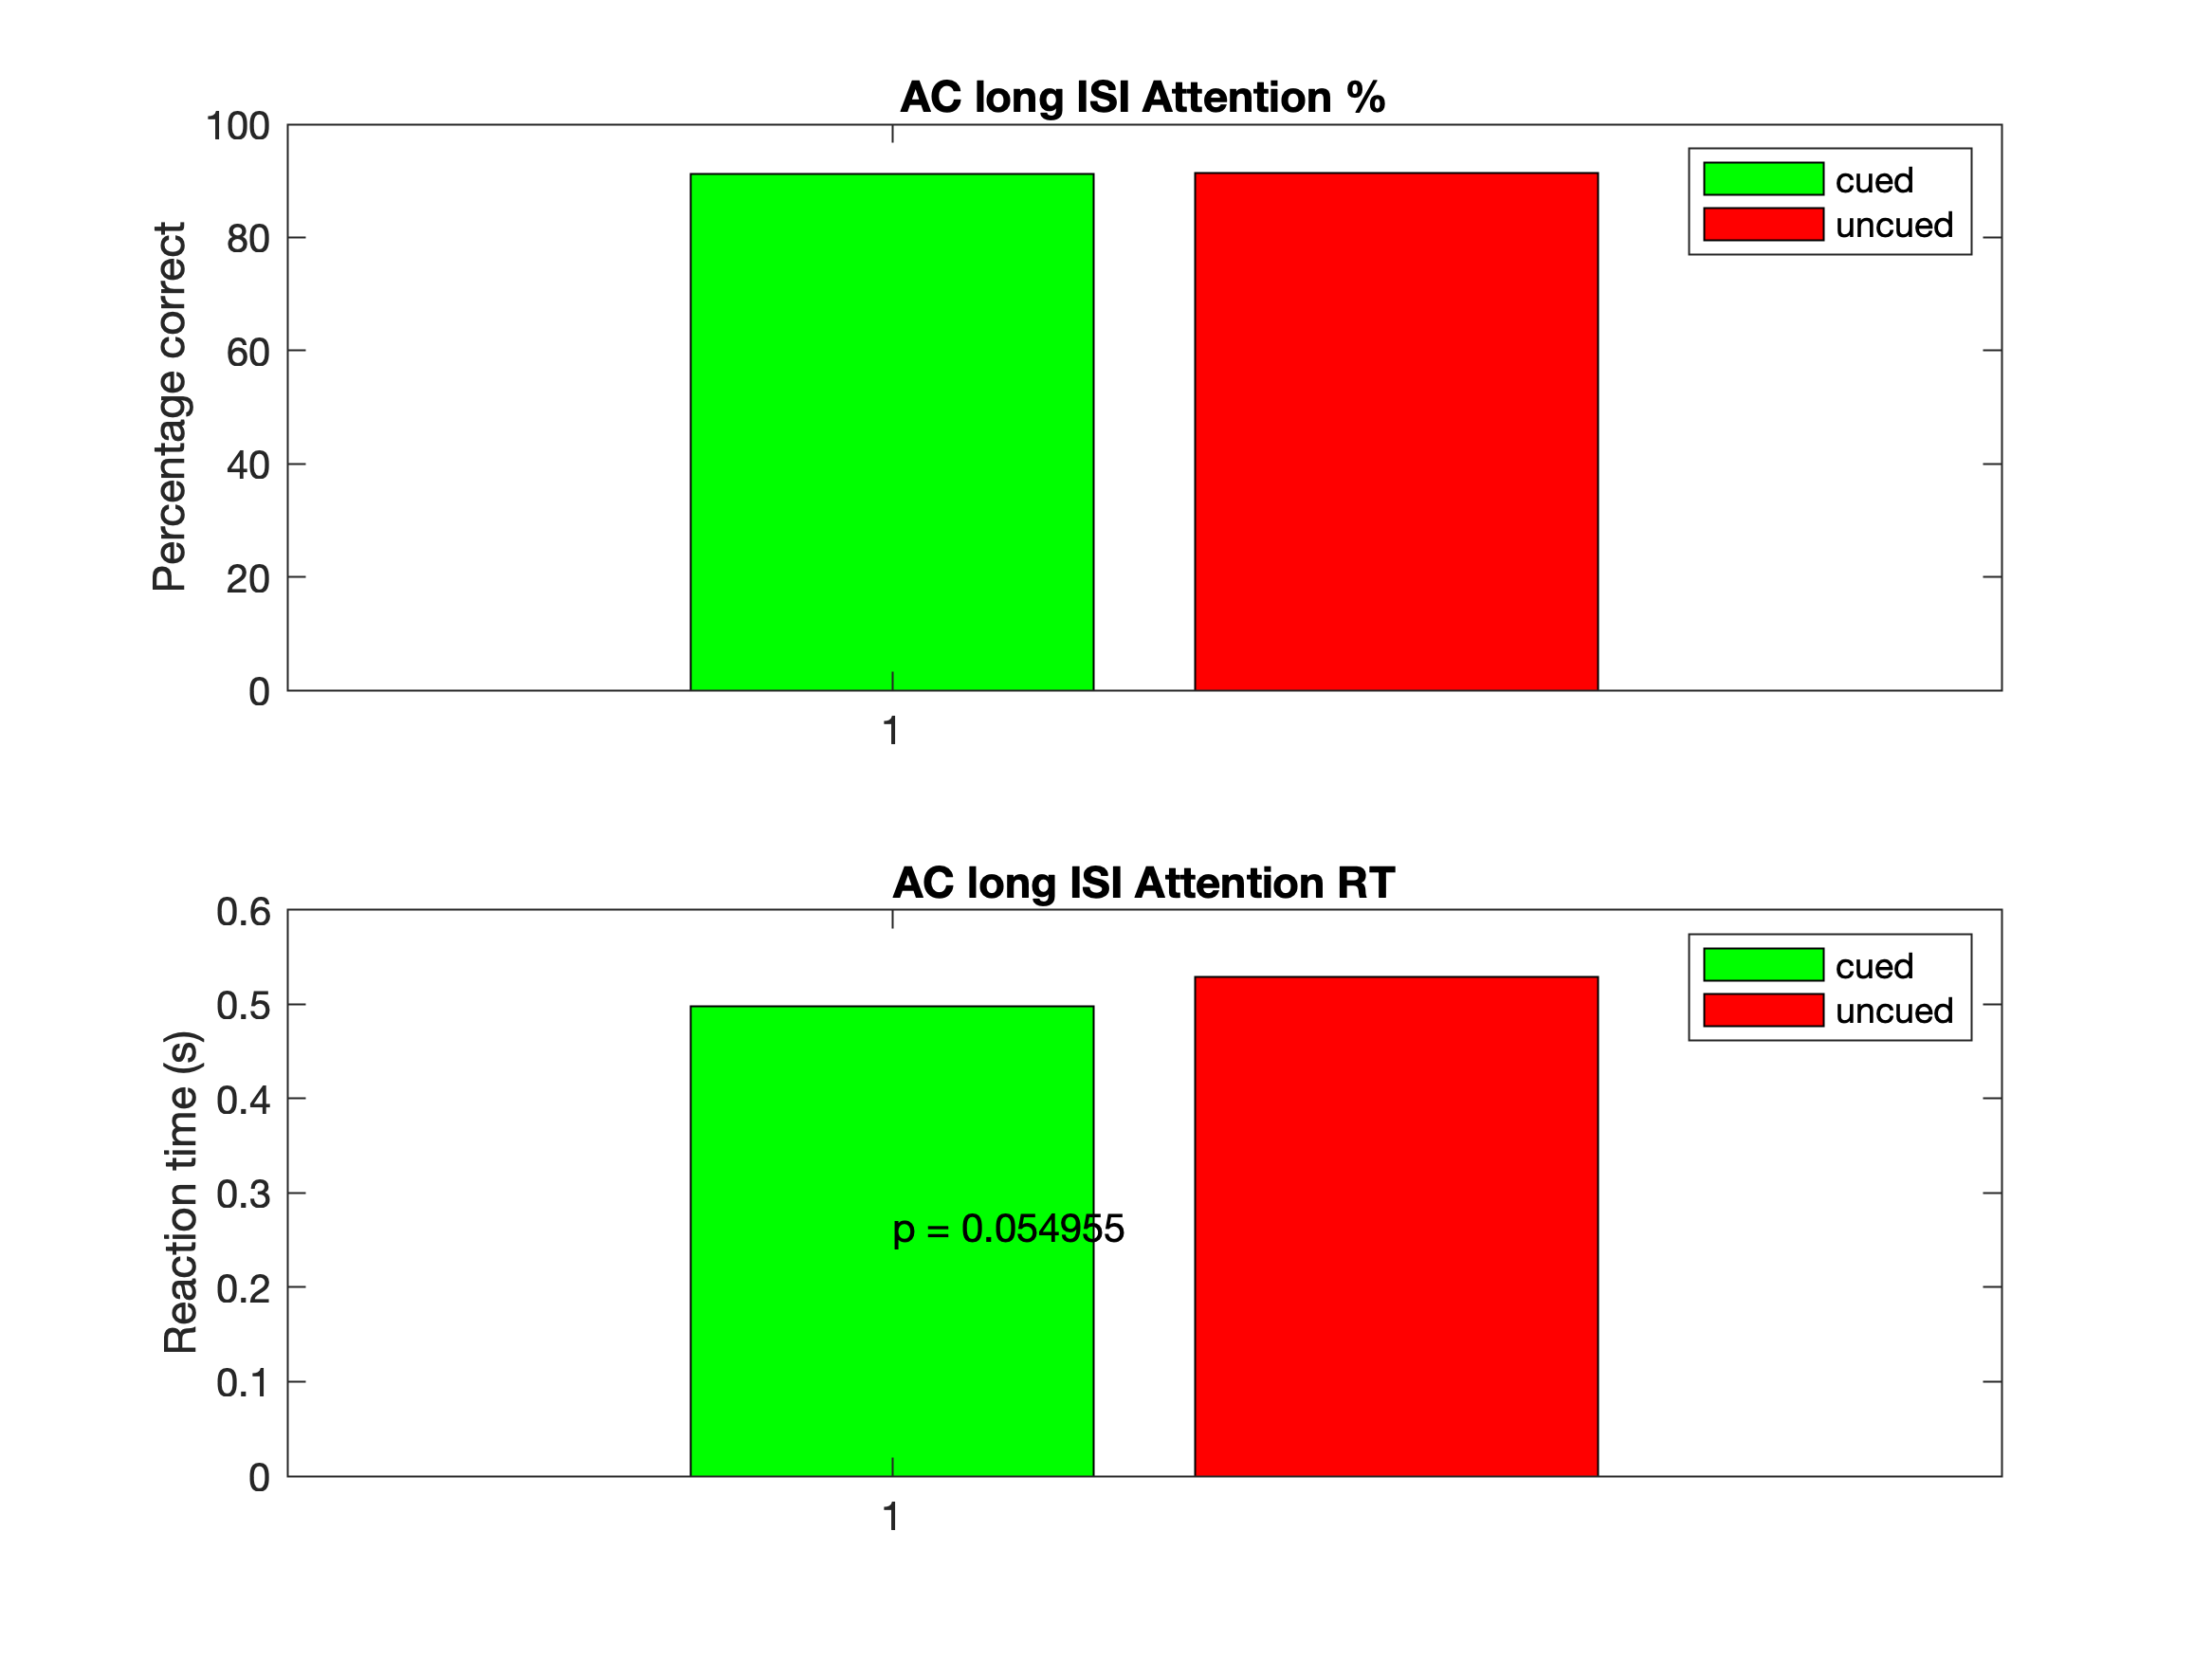 AC long ISI Attention %
100
80
60
40
20
0
Percentage correct
cued
uncued
1
AC long ISI Attention RT
0.6
0.5
0.4
0.3
0.2
0.1
0
Reaction time (s)
cued
uncued
p = 0.054955
1